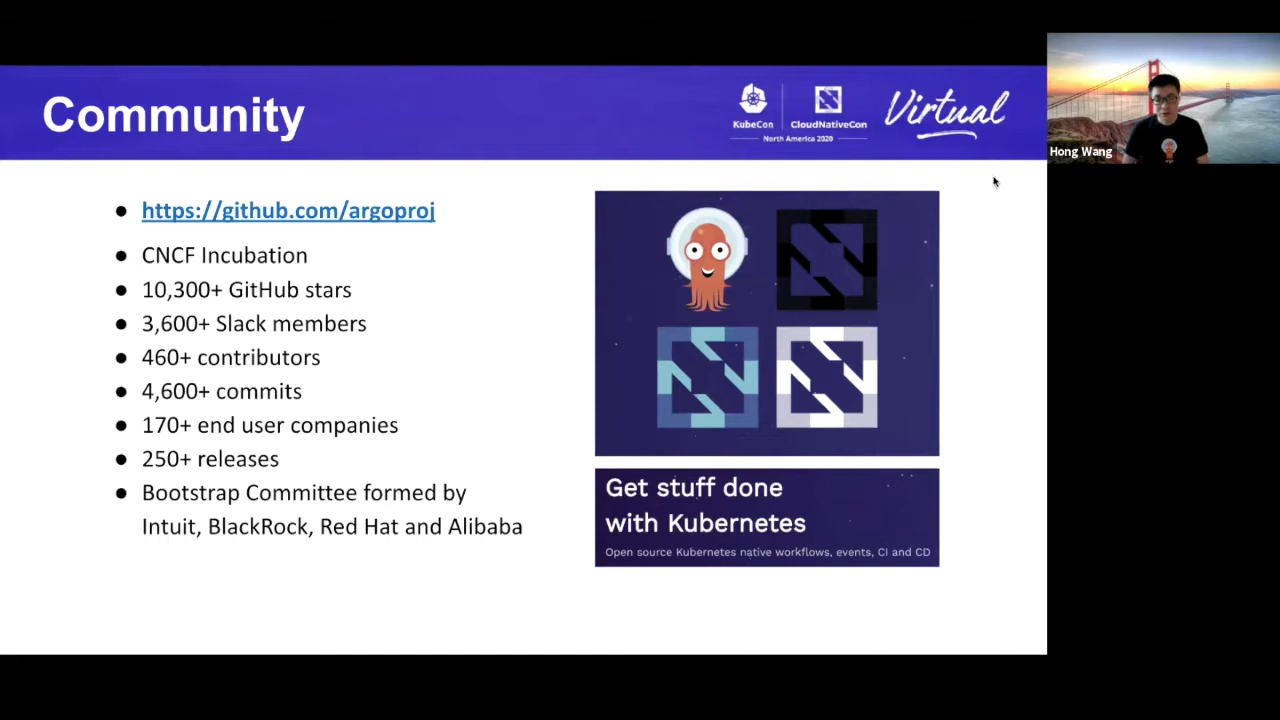 Community
KubeCon
CloudNativeCon
North America 2020
Virtual
Hong Wang
https://github.com/argoproj
CNCF Incubation
10,300+ GitHub stars
3,600+ Slack members
460+ contributors
4,600+ commits
170+ end user companies
250+ releases
Bootstrap Committee formed by
Intuit, BlackRock, Red Hat and Alibaba
Get stuff done
with Kubernetes
Open source Kubernetes native workflows, events, CI and CD